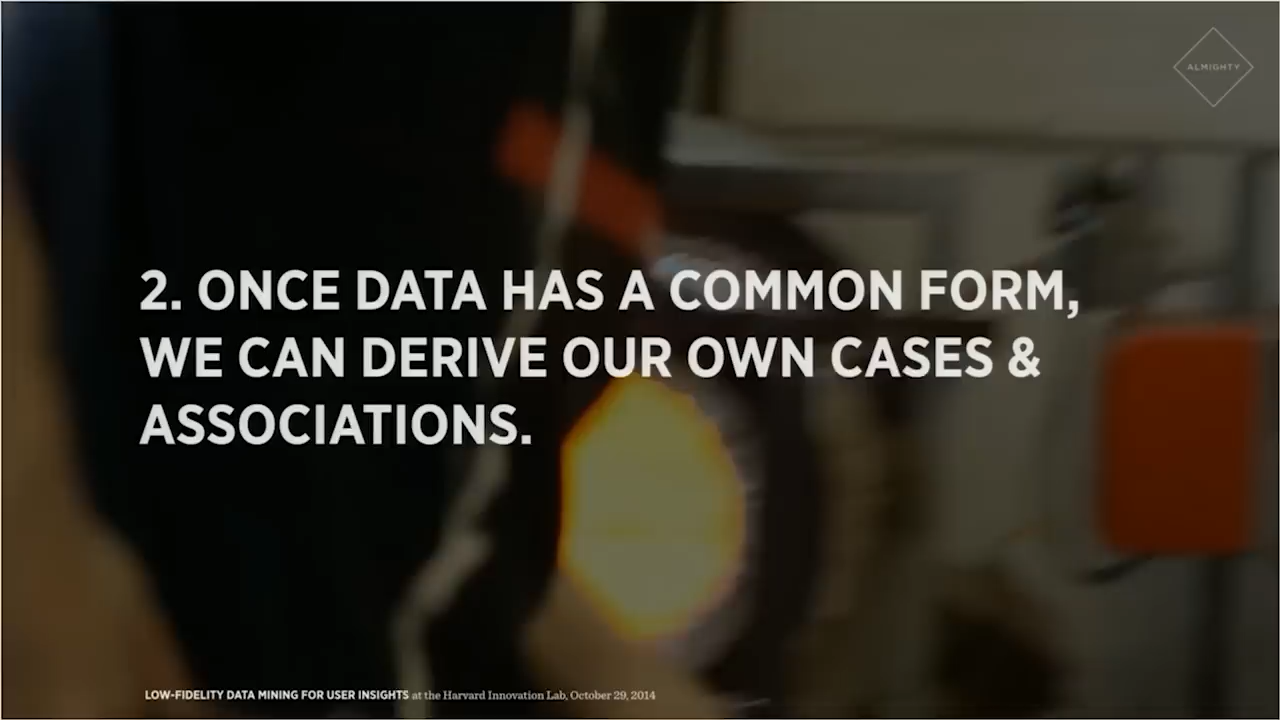 ALMIGHTY
2. ONCE DATA HAS A COMMON FORM,
WE CAN DERIVE OUR OWN CASES &
ASSOCIATIONS.
LOW-FIDELITY DATA MINING FOR USER INSIGHTS at the Harvard Innovation Lab, October 29, 2014